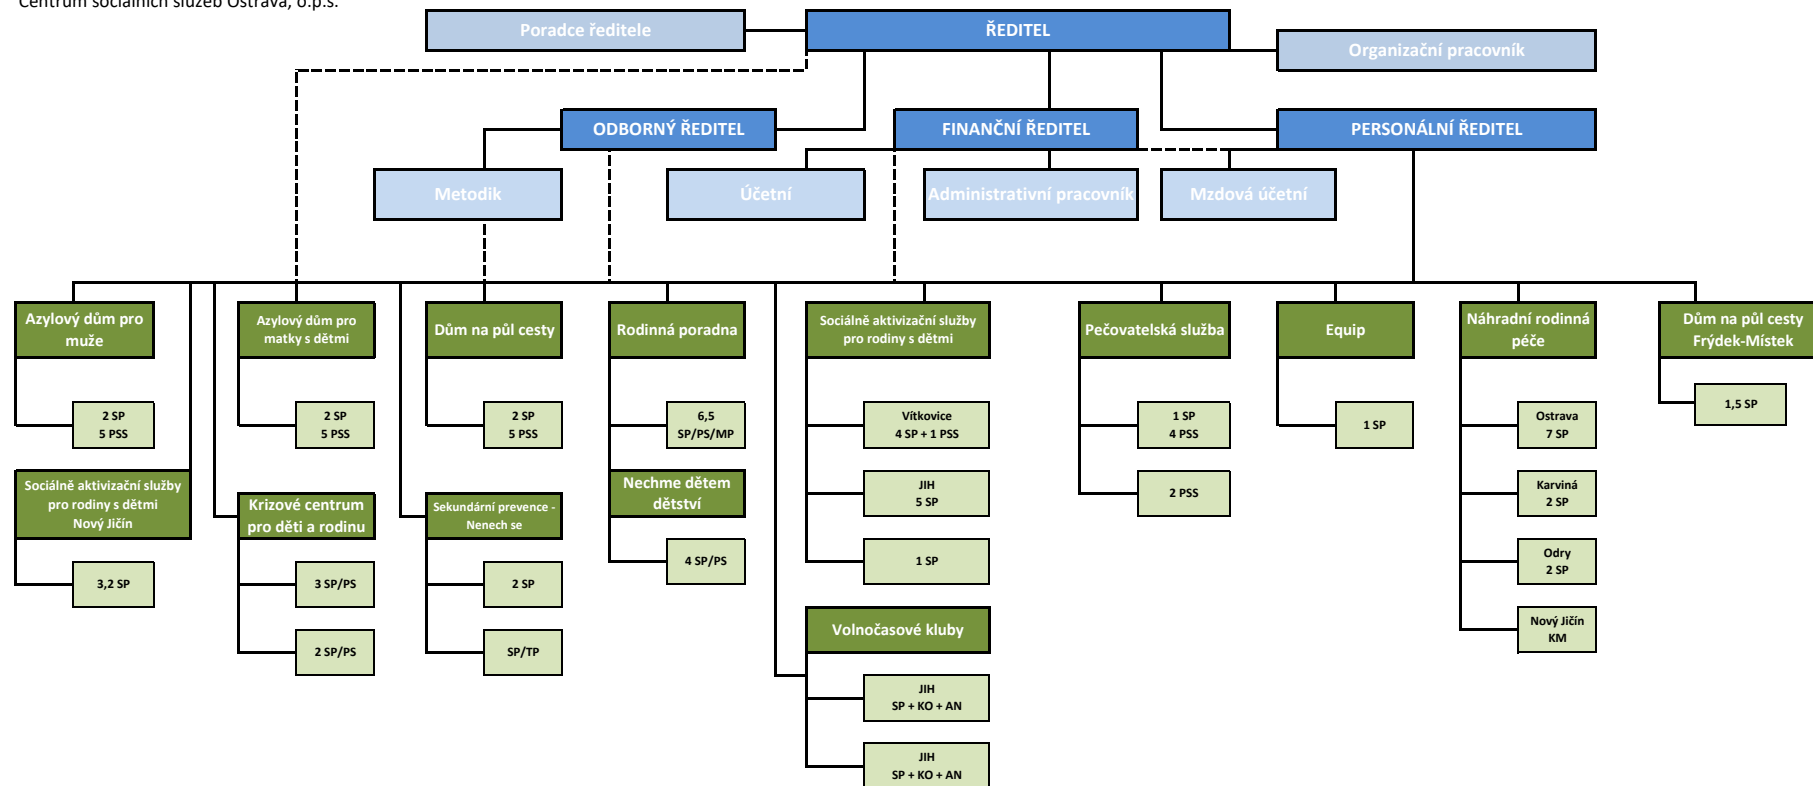 Centrum sociálních služeb Ostrava, o.p.s.
Poradce ředitele
ŘEDITEL
Organizační pracovník
ODBORNÝ ŘEDITEL
FINANČNÍ ŘEDITEL
PERSONÁLNÍ ŘEDITEL
Metodik
Účetní
Administrativní pracovník
Mzdová účetní
Azylový dům pro
muže
Azylový dům pro
matky s dětmi
Dům na půl cesty
Rodinná poradna
Sociálně aktivizační služby
pro rodiny s dětmi
Pečovatelská služba
Equip
Náhradní rodinná
péče
Dům na půl cesty
Frýdek-Místek
2 SP
5 PSS
2 SP
5 PSS
2 SP
5 PSS
6,5
SP/PS/MP
Vítkovice
4 SP + 1 PSS
1 SP
4 PSS
1 SP
Ostrava
7 SP
1,5 SP
Sociálně aktivizační služby
pro rodiny s dětmi
Nový Jičín
Krizové centrum
pro děti a rodinu
Sekundární prevence -
Nenech se
Nechme dětem
dětství
JIH
5 SP
2 PSS
Karviná
2 SP
3,2 SP
3 SP/PS
2 SP
4 SP/PS
1 SP
Odry
2 SP
2 SP/PS
SP/TP
Volnočasové kluby
Nový Jičín
KM
JIH
SP + KO + AN
JIH
SP + KO + AN